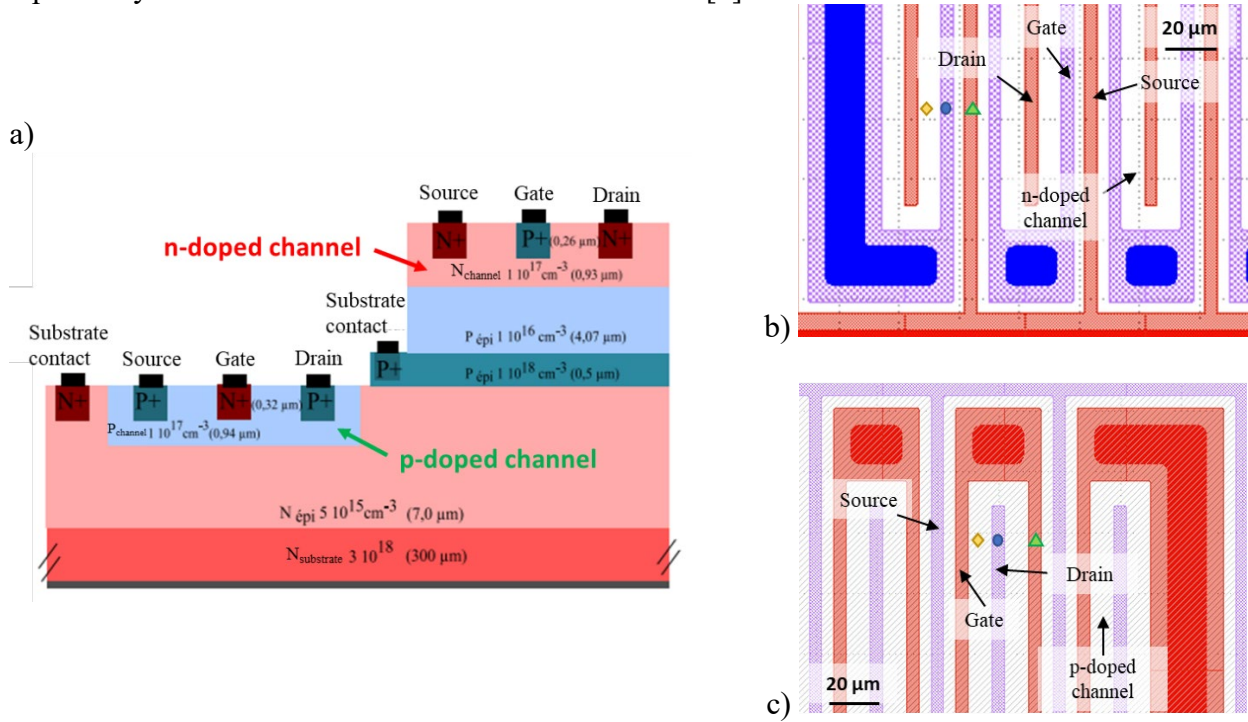 a)
Source Gate Drain
N+ P+ (0,26 µm) N+
n-doped channel
Nchannel 1 10^17 cm^-3 (0,93 µm)
Substrate
contact
P épi 1 10^16 cm^-3 (4,07 µm)
P+
P épi 1 10^18 cm^-3 (0,5 µm)
Substrate
contact
Source Gate Drain
N+ P+ N+ (0,32 µm) P+
Pchannel 1 10^17 cm^-3 (0,94 µm)
p-doped channel
N épi 5 10^15 cm^-3 (7,0 µm)
Nsubstrate 3 10^18 (300 µm)
b)
Gate
20 µm
Drain
Source
n-doped
channel
c)
Source
Drain
Gate
p-doped
channel
20 µm